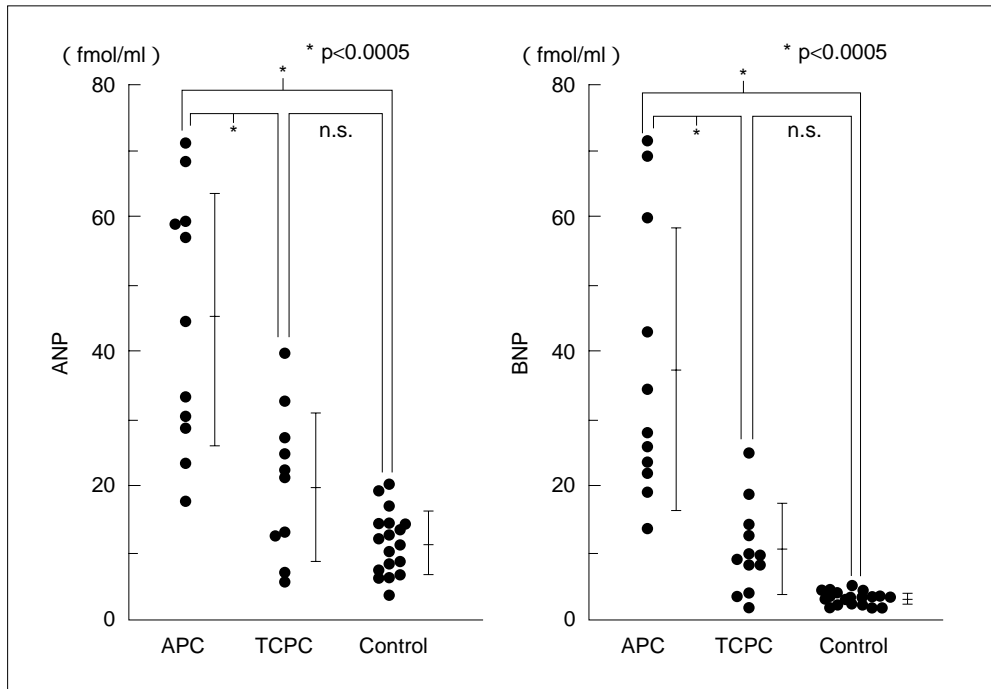 ( fmol/ml )
* p<0.0005
*
80
*
n.s.
60
ANP
40
20
0
APC TCPC Control
( fmol/ml )
* p<0.0005
*
80
*
n.s.
60
BNP
40
20
0
APC TCPC Control